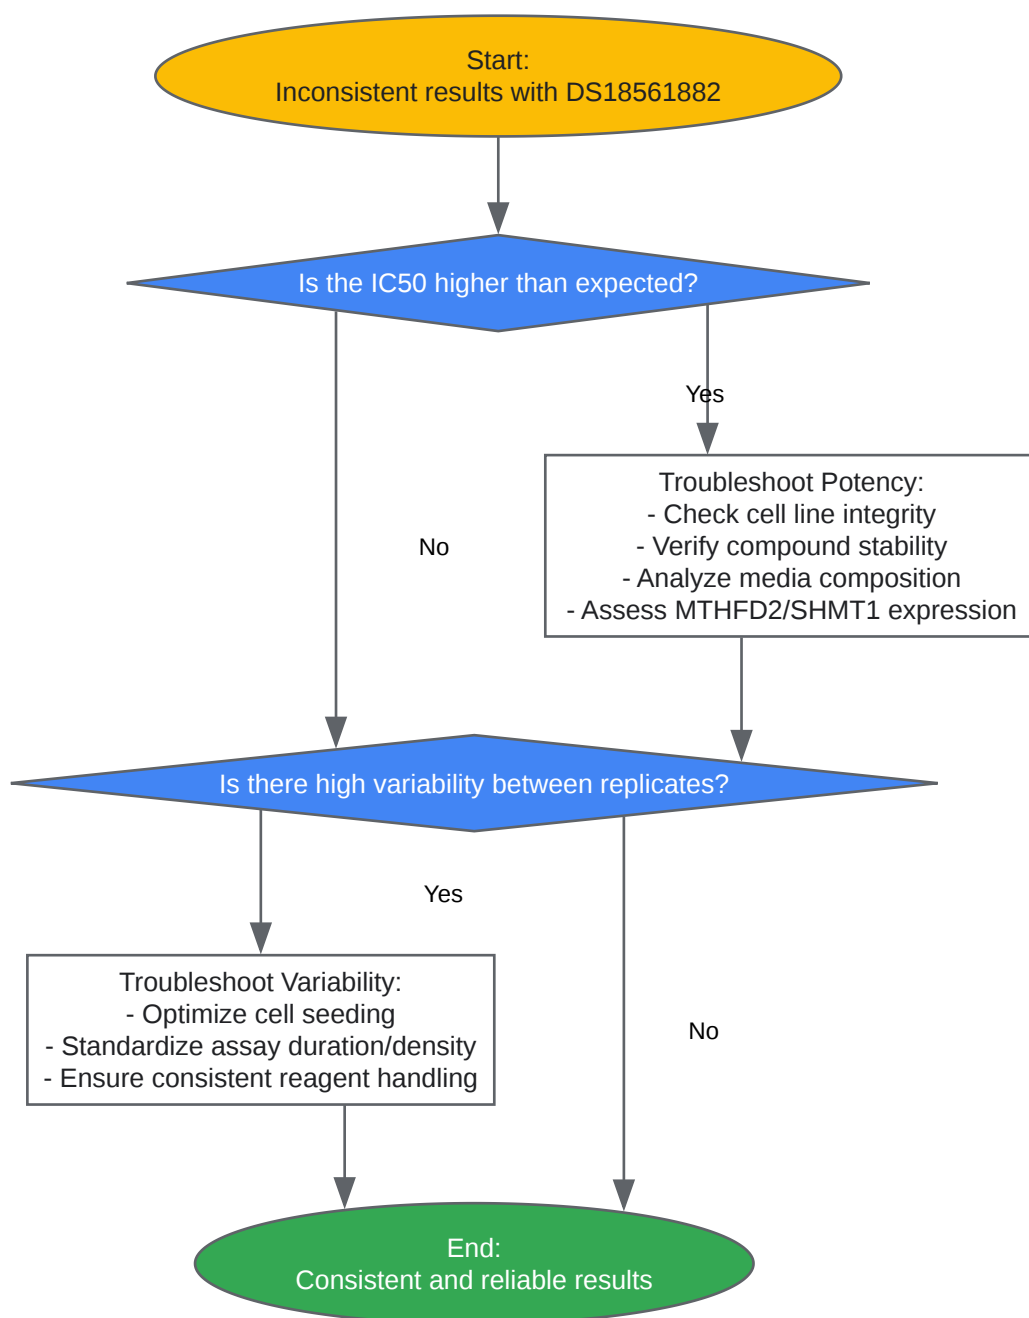 Start:
Inconsistent results with DS18561882
Is the IC50 higher than expected?
Yes
Troubleshoot Potency:
- Check cell line integrity
- Verify compound stability
- Analyze media composition
- Assess MTHFD2/SHMT1 expression
No
Is there high variability between replicates?
Yes
Troubleshoot Variability:
- Optimize cell seeding
- Standardize assay duration/density
- Ensure consistent reagent handling
No
End:
Consistent and reliable results